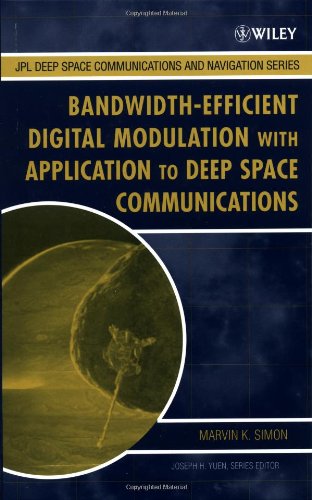 WILEY
JPL DEEP SPACE COMMUNICATIONS AND NAVIGATION SERIES
BANDWIDTH-EFFICIENT
DIGITAL MODULATION WITH
APPLICATION TO DEEP SPACE
COMMUNICATIONS
MARVIN K. SIMON
JOSEPH H. YUEN, SERIES EDITOR